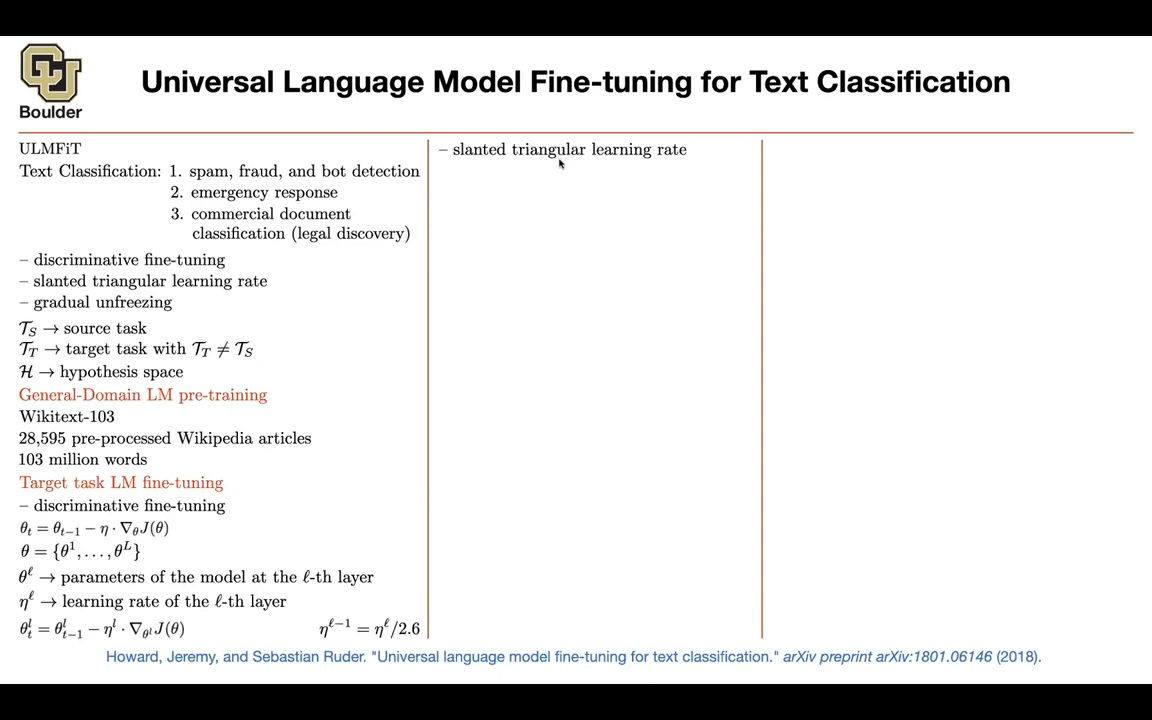 Boulder
Universal Language Model Fine-tuning for Text Classification
ULMFiT
Text Classification: 1. spam, fraud, and bot detection
2. emergency response
3. commercial document
classification (legal discovery)
– discriminative fine-tuning
– slanted triangular learning rate
– gradual unfreezing
𝒯_S → source task
𝒯_T → target task with 𝒯_T ≠ 𝒯_S
ℋ → hypothesis space
General-Domain LM pre-training
Wikitext-103
28,595 pre-processed Wikipedia articles
103 million words
Target task LM fine-tuning
– discriminative fine-tuning
θ_t = θ_{t−1} − η · ∇_θ J(θ)
θ = {θ^1, . . . , θ^L}
θ^ℓ → parameters of the model at the ℓ-th layer
η^ℓ → learning rate of the ℓ-th layer
θ_t^l = θ_{t−1}^l − η^l · ∇_{θ^l} J(θ) η^{ℓ−1} = η^ℓ/2.6
– slanted triangular learning rate
Howard, Jeremy, and Sebastian Ruder. "Universal language model fine-tuning for text classification." arXiv preprint arXiv:1801.06146 (2018).